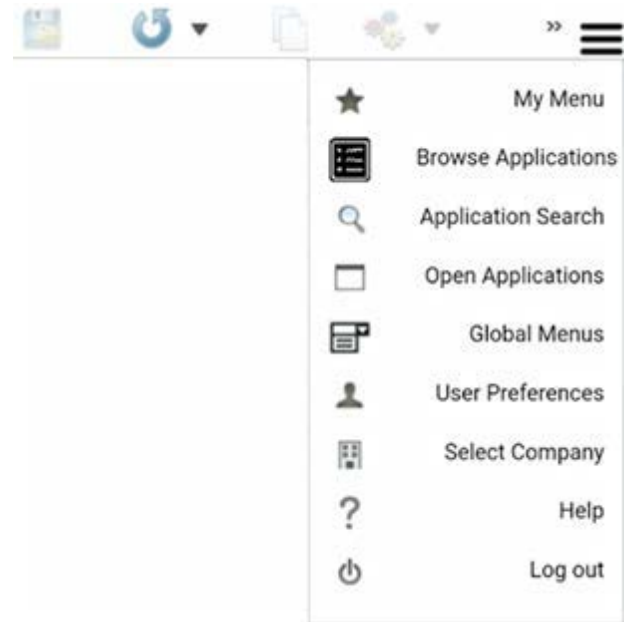 »
My Menu
Browse Applications
Application Search
Open Applications
Global Menus
User Preferences
Select Company
Help
Log out